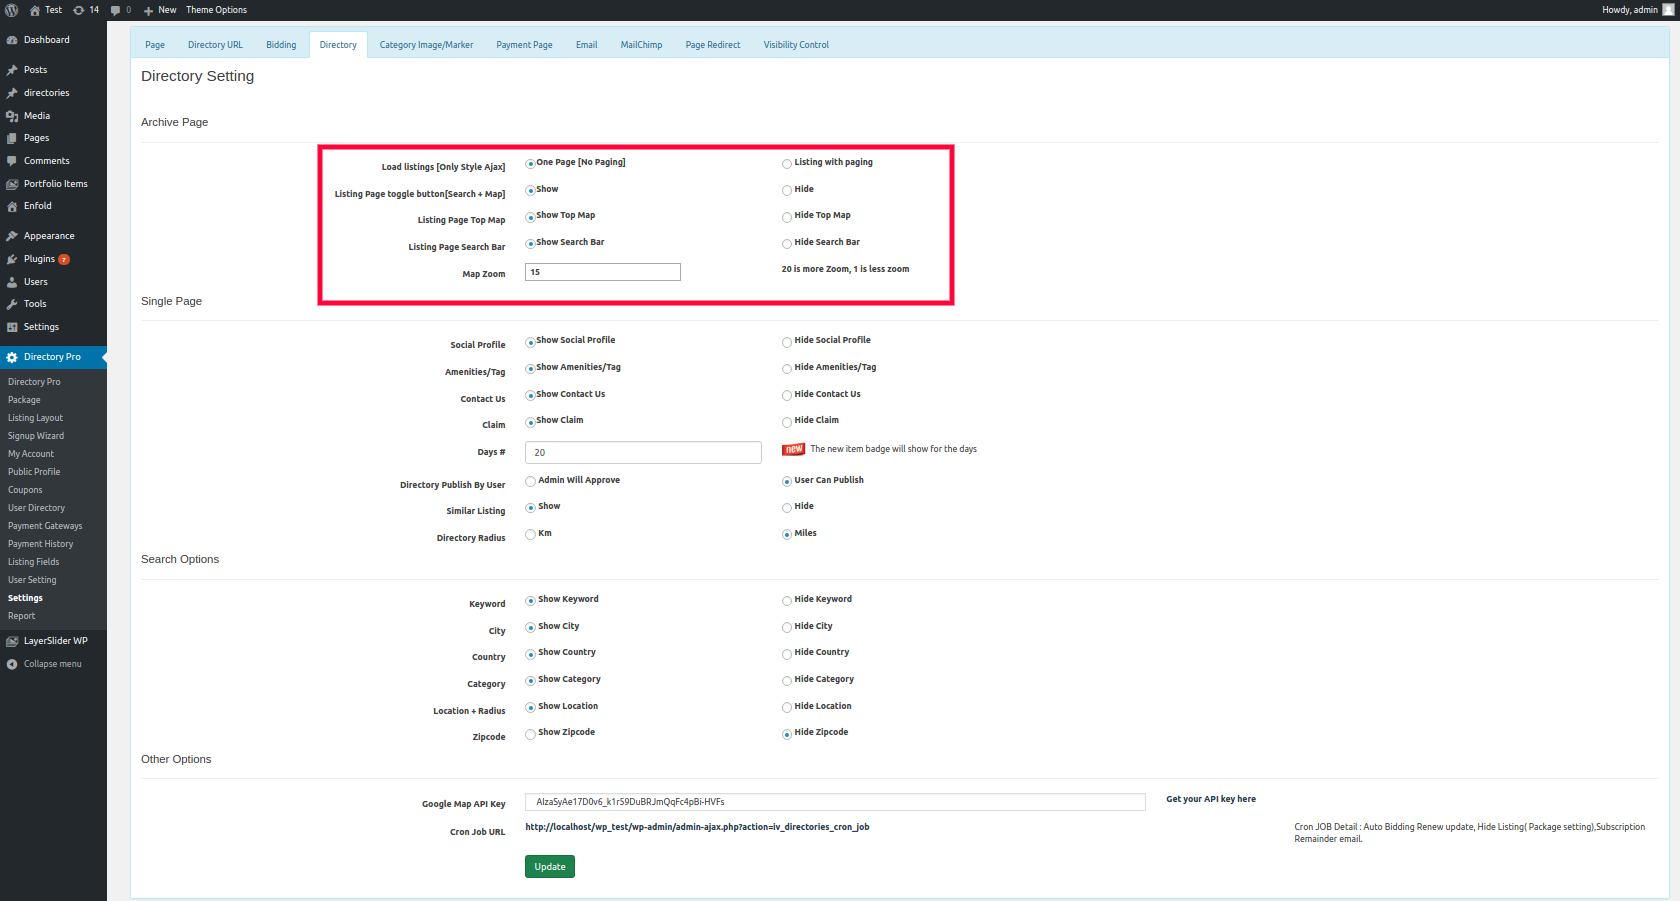 Test 14 0 New Theme Options Howdy, admin
Dashboard
Posts
directories
Media
Pages
Comments
Portfolio Items
Enfold
Appearance
Plugins 7
Users
Tools
Settings
Directory Pro
Directory Pro
Package
Listing Layout
Signup Wizard
My Account
Public Profile
Coupons
User Directory
Payment Gateways
Payment History
Listing Fields
User Setting
Settings
Report
LayerSlider WP
Collapse menu
Page Directory URL Bidding Directory Category Image/Marker Payment Page Email MailChimp Page Redirect Visibility Control
Directory Setting
Archive Page
Load listings [Only Style Ajax] One Page [No Paging] Listing with paging
Listing Page toggle button[Search + Map] Show Hide
Listing Page Top Map Show Top Map Hide Top Map
Listing Page Search Bar Show Search Bar Hide Search Bar
Map Zoom 15 20 is more Zoom, 1 is less zoom
Single Page
Social Profile Show Social Profile Hide Social Profile
Amenities/Tag Show Amenities/Tag Hide Amenities/Tag
Contact Us Show Contact Us Hide Contact Us
Claim Show Claim Hide Claim
Days # 20 new The new item badge will show for the days
Directory Publish By User Admin Will Approve User Can Publish
Similar Listing Show Hide
Directory Radius Km Miles
Search Options
Keyword Show Keyword Hide Keyword
City Show City Hide City
Country Show Country Hide Country
Category Show Category Hide Category
Location + Radius Show Location Hide Location
Zipcode Show Zipcode Hide Zipcode
Other Options
Google Map API Key AIzaSyAe17D0v6_k1r59DuBRJmQqFc4pBi-HVFs Get your API key here
Cron Job URL http://localhost/wp_test/wp-admin/admin-ajax.php?action=iv_directories_cron_job Cron JOB Detail : Auto Bidding Renew update, Hide Listing( Package setting),Subscription
Remainder email.
Update